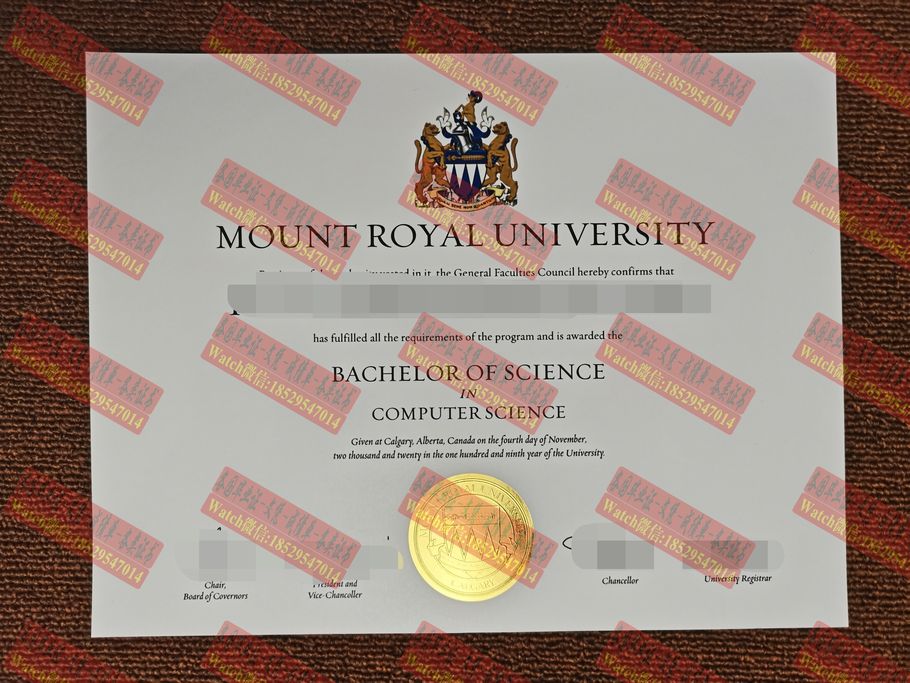 MOUNT ROYAL UNIVERSITY
in it, the General Faculties Council hereby confirms that
has fulfilled all the requirements of the program and is awarded the
BACHELOR OF SCIENCE
IN
COMPUTER SCIENCE
Given at Calgary, Alberta, Canada on the fourth day of November,
two thousand and twenty in the one hundred and ninth year of the University.
Chair,
Board of Governors
President and
Vice-Chancoller
Chancellor
University Registrar
CALGARY
Watch微信:18529547014